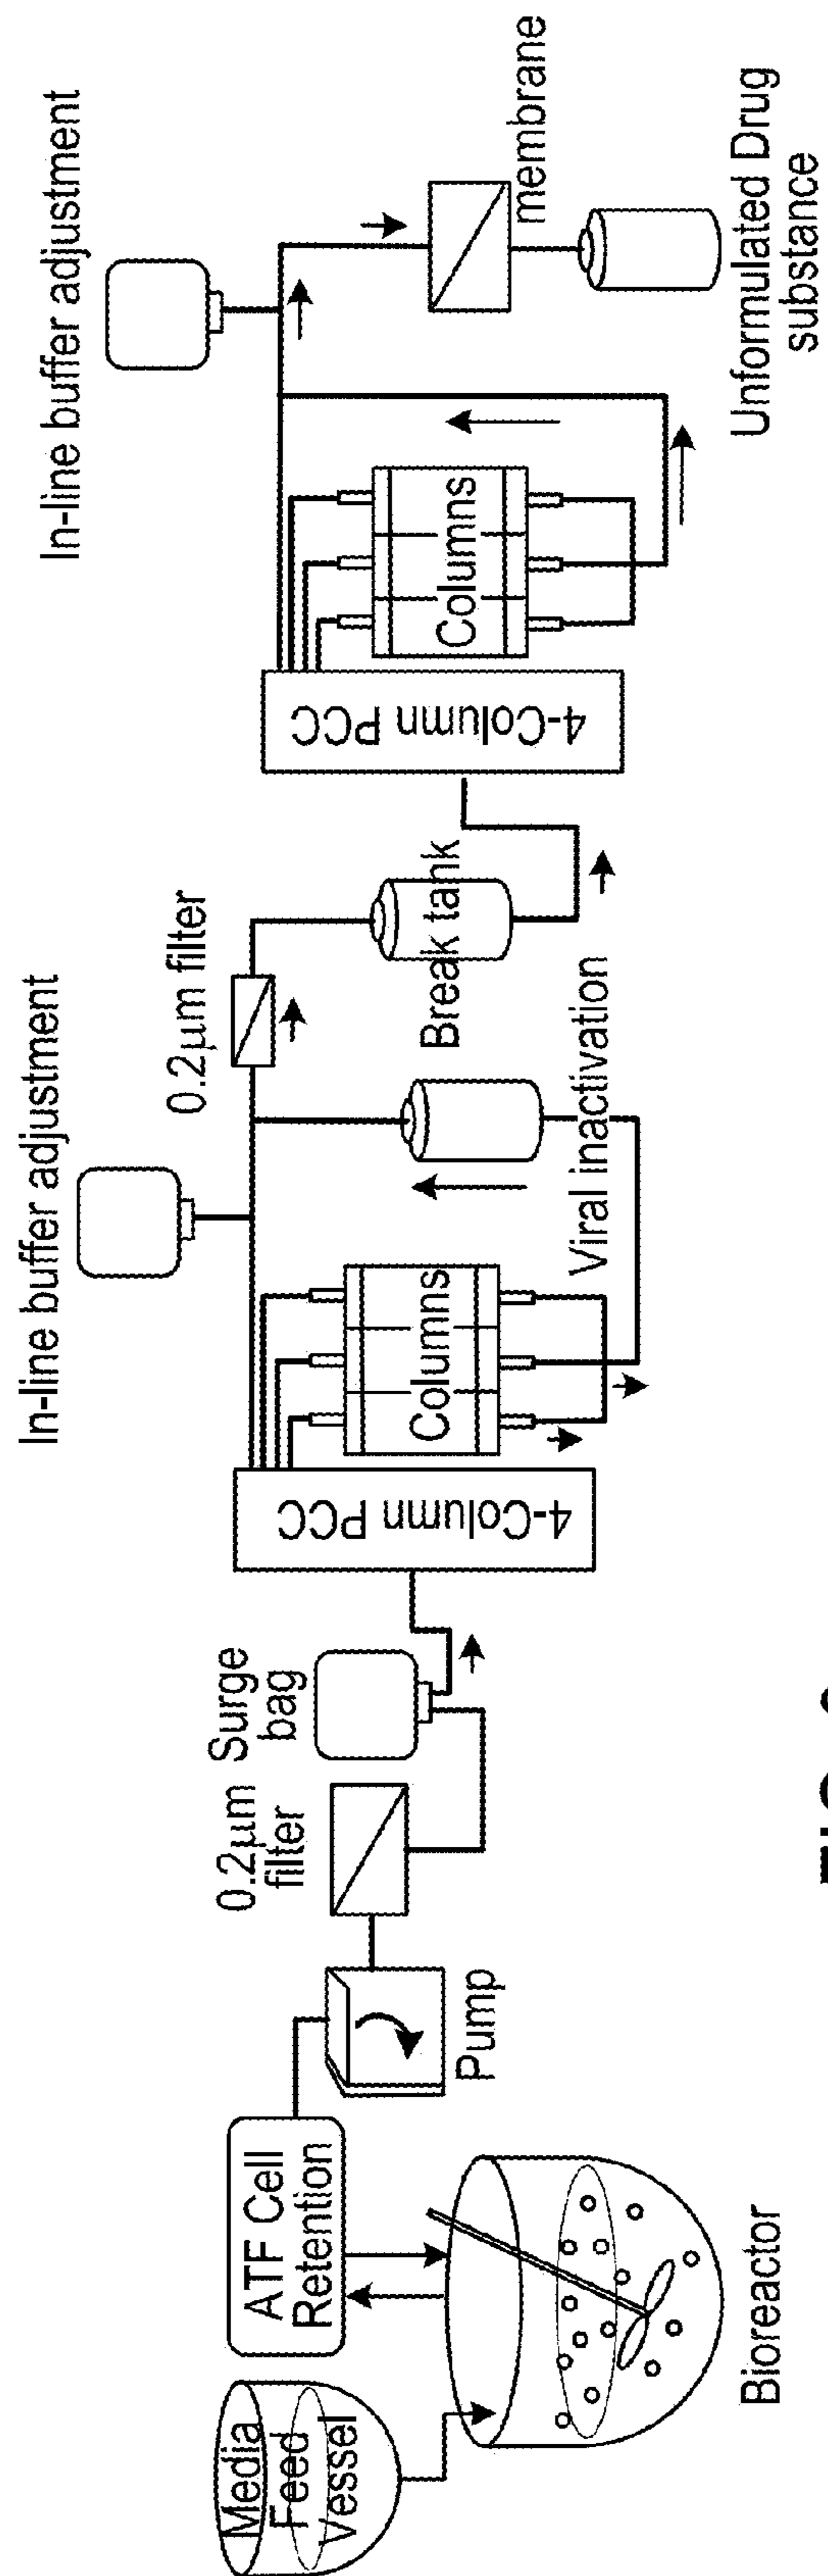 Media
Feed
Vessel
ATF Cell
Retention
Bioreactor
Pump
0.2µm
filter
Surge
bag
4-Column PCC
Columns
In-line buffer adjustment
Viral inactivation
0.2µm filter
Break tank
4-Column PCC
Columns
In-line buffer adjustment
membrane
Unformulated Drug
substance